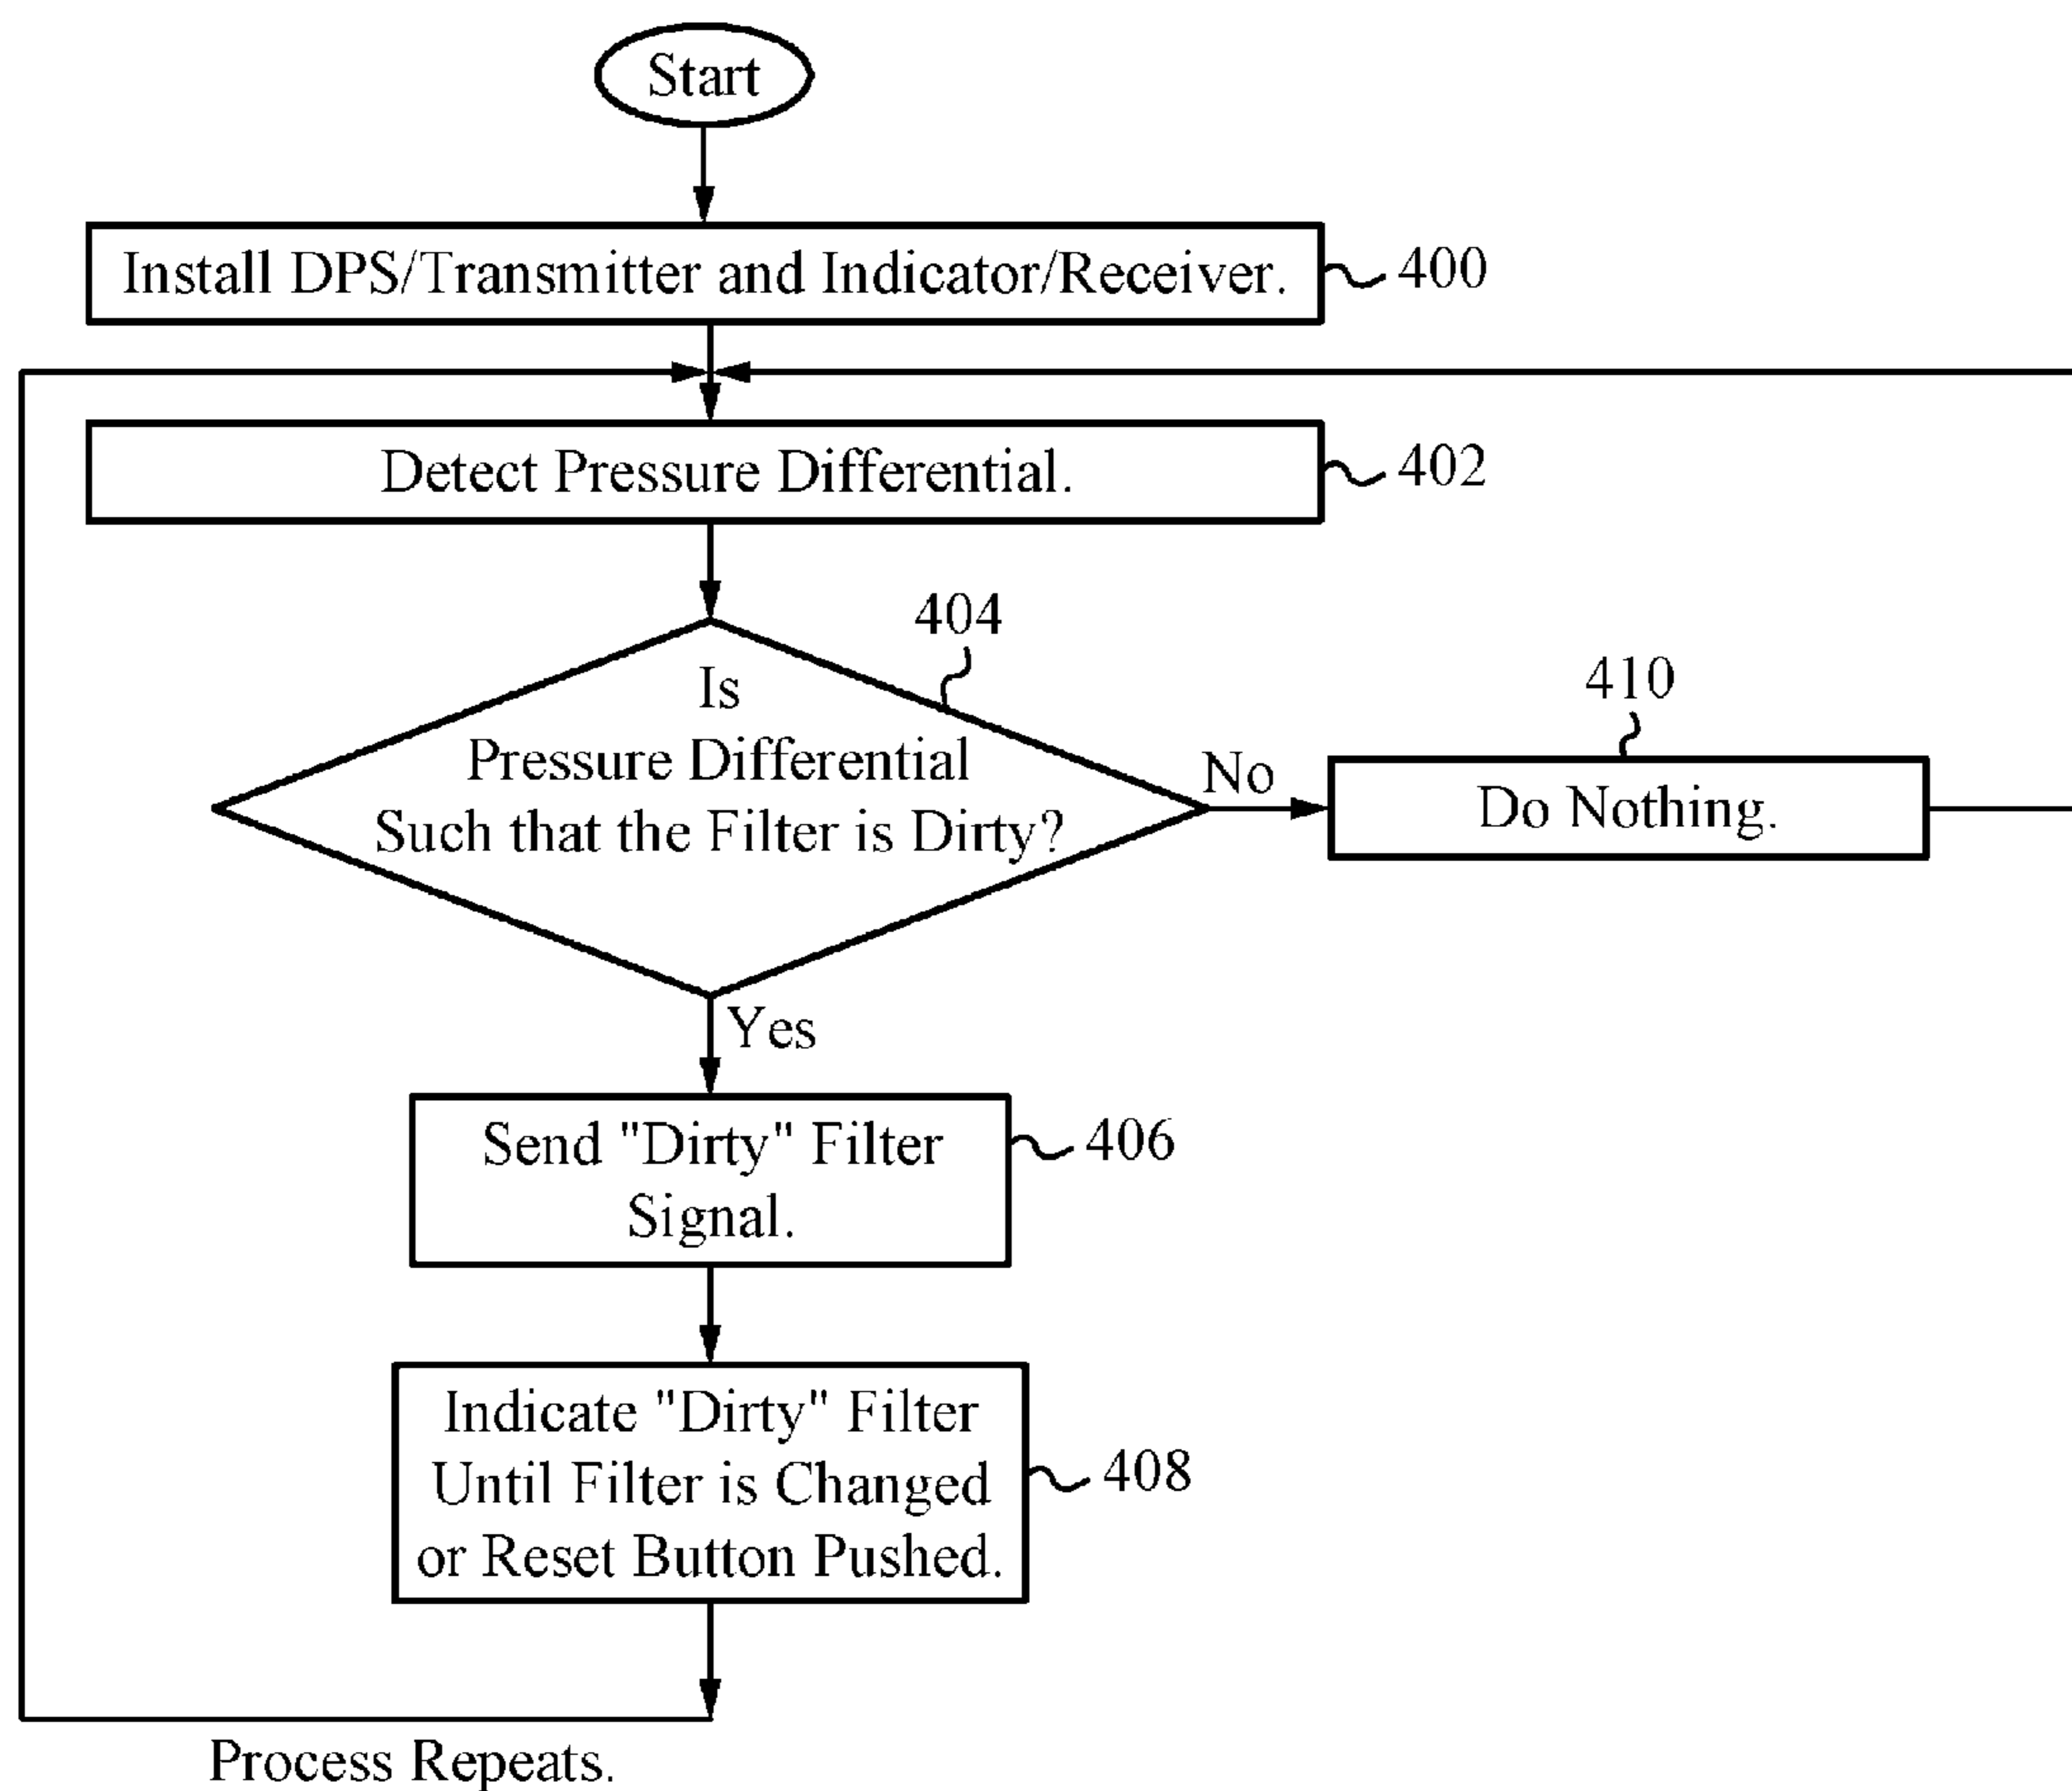 Start
Install DPS/Transmitter and Indicator/Receiver.
400
Detect Pressure Differential.
402
404
Is
Pressure Differential
Such that the Filter is Dirty?
No
410
Do Nothing.
Yes
Send "Dirty" Filter
Signal.
406
Indicate "Dirty" Filter
Until Filter is Changed
or Reset Button Pushed.
408
Process Repeats.